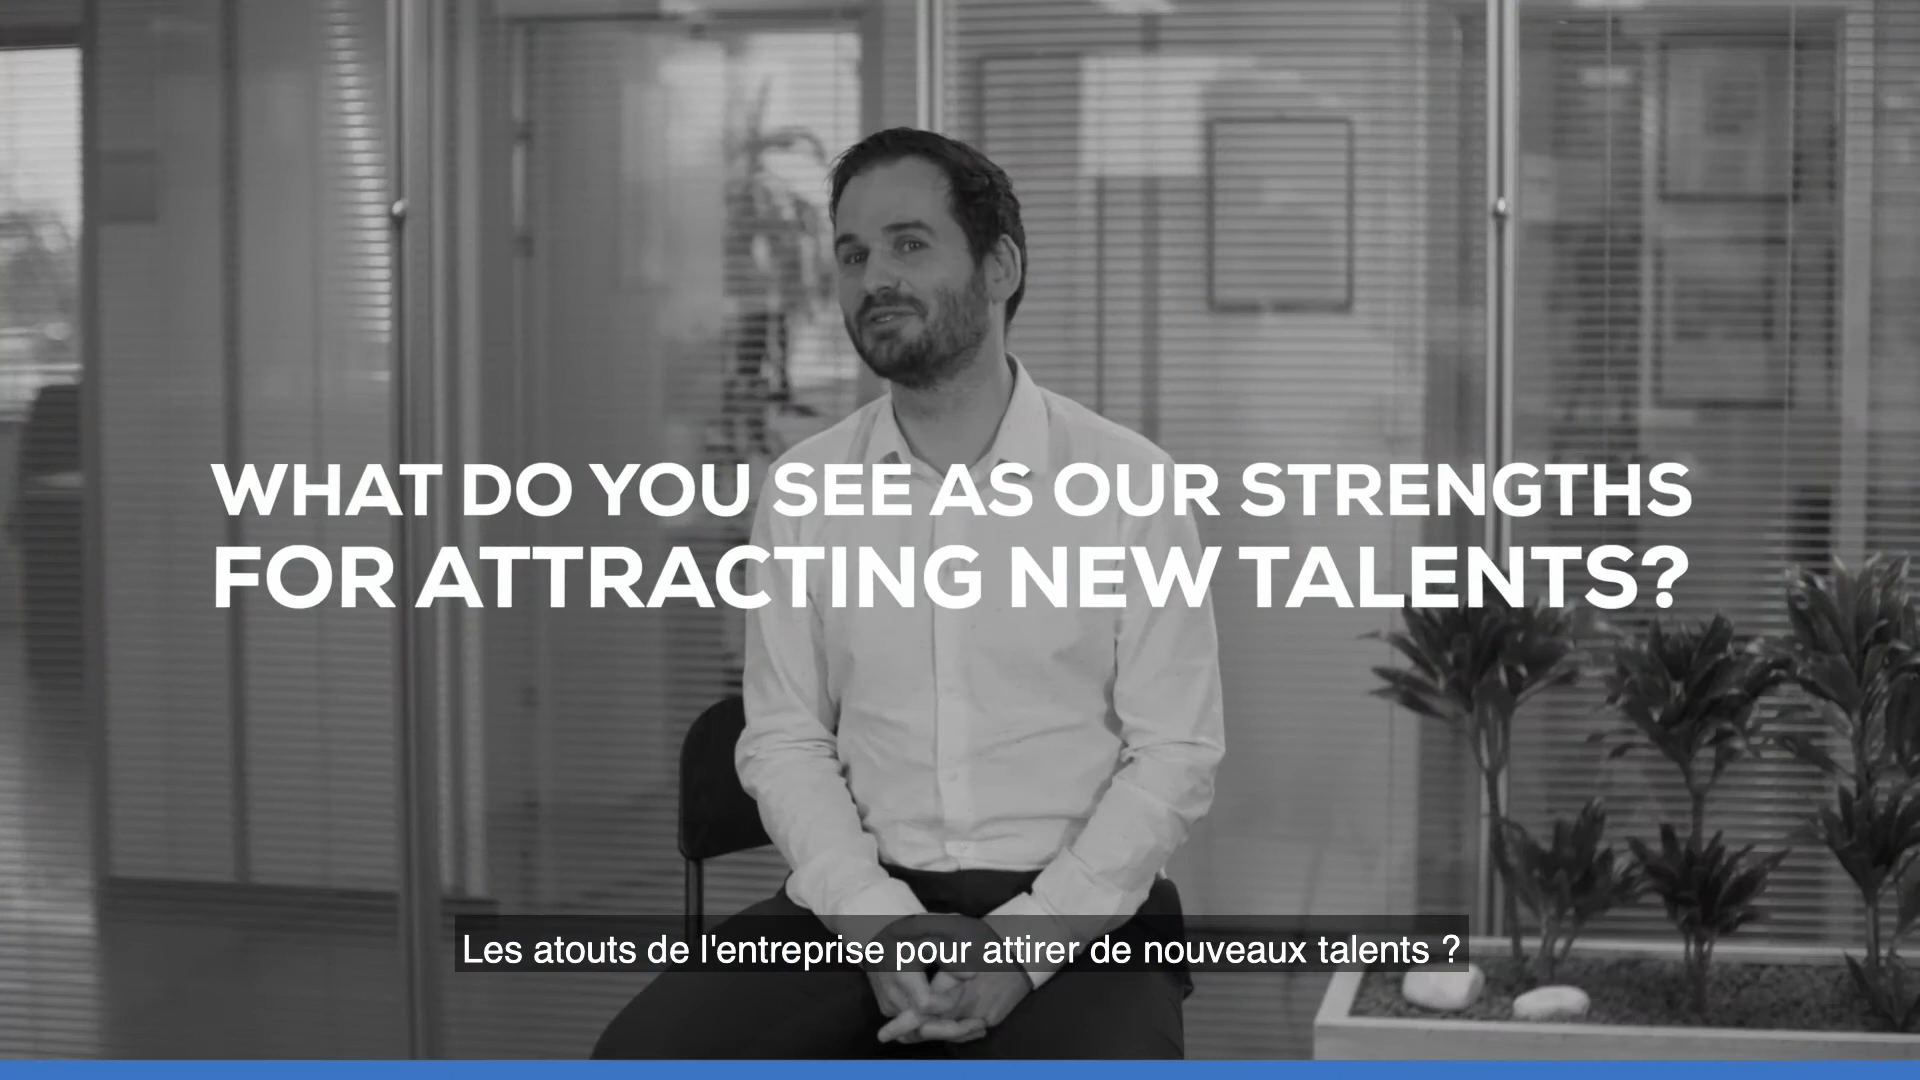 WHAT DO YOU SEE AS OUR STRENGTHS
FOR ATTRACTING NEW TALENTS?
Les atouts de l'entreprise pour attirer de nouveaux talents ?